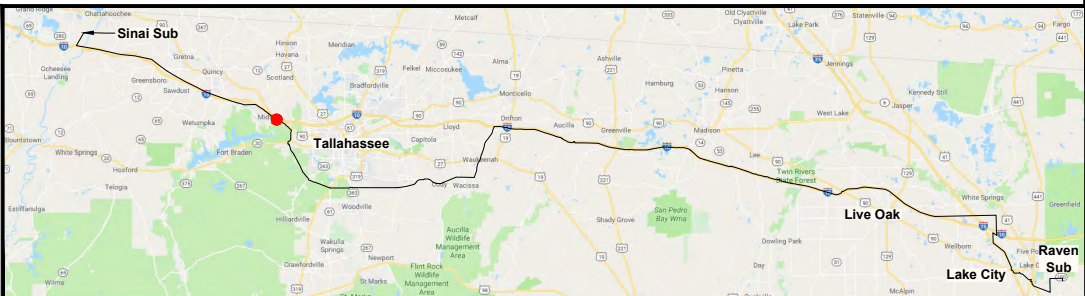 Grand Ridge
Chattahoochee
Metcalf
Old Clyattville
Clyattville
Lake Park
Statenville
Fargo
Sinai Sub
Ocheesee
Landing
Gretna
Hinson
Havana
Meridian
Felkel
Miccosukee
Alma
Ashville
Pinetta
Jennings
Greensboro
Quincy
Scotland
Sawdust
Bradfordville
Monticello
Hamburg
Hanson
Kennedy Still
Jasper
Wetumpka
Lloyd
Drifton
Aucilla
Greenville
Madison
West Lake
Blountstown
Tallahassee
Capitola
White Springs
Hosford
Fort Braden
Waukeenah
Lee
Telogia
Cody
Wacissa
Twin Rivers
State Forest
Estiffanulga
Woodville
Hilliardville
Shady Grove
San Pedro
Bay Wma
Live Oak
White Springs
Greenfield
Wakulla
Springs
Aucilla
Wildlife
Management
Area
Dowling Park
Wellborn
Raven
Sub
Crawfordville
Newport
Flint Rock
Wildlife
Management
Area
Day
Lake City
Wilma
St Marks
McAlpin